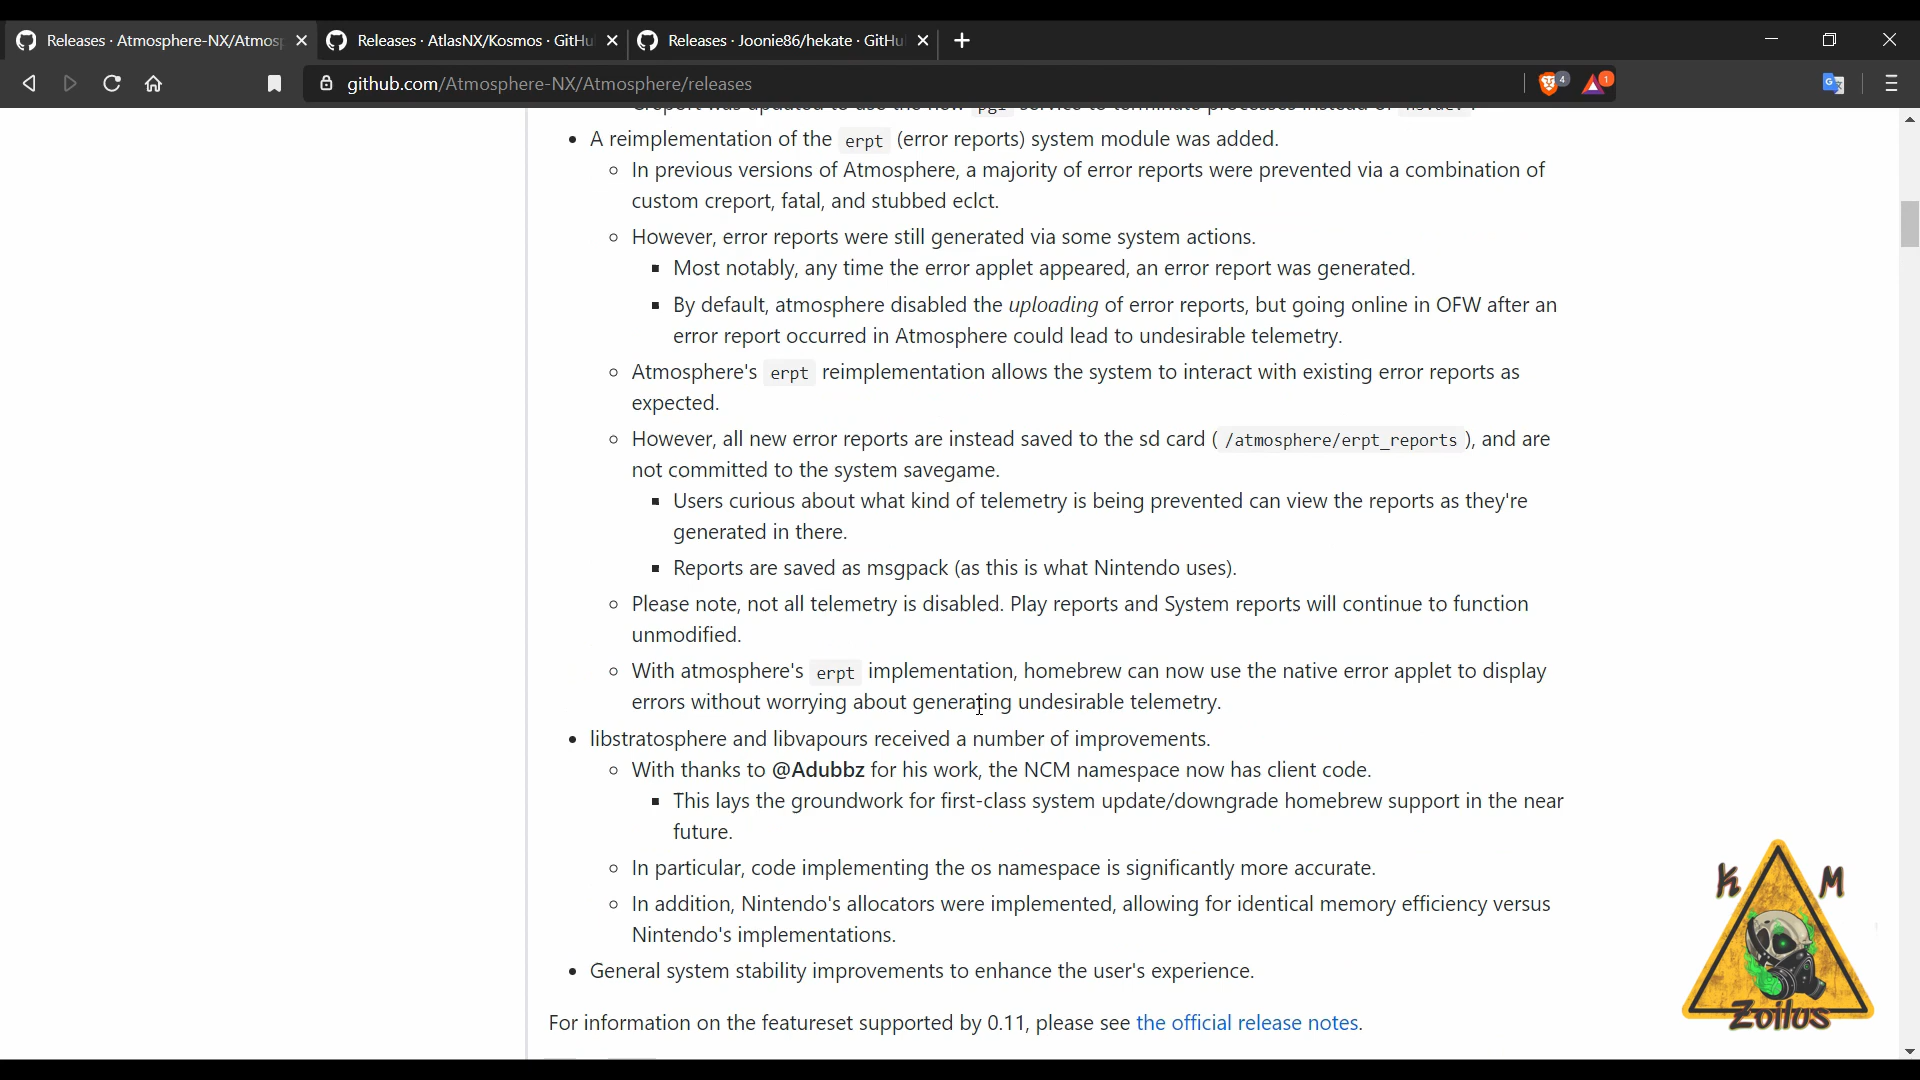 Releases · Atmosphere-NX/Atmosp
Releases · AtlasNX/Kosmos · GitHu
Releases · Joonie86/hekate · GitHu
github.com/Atmosphere-NX/Atmosphere/releases
4
1
• A reimplementation of the erpt (error reports) system module was added.
In previous versions of Atmosphere, a majority of error reports were prevented via a combination of
custom creport, fatal, and stubbed eclct.
However, error reports were still generated via some system actions.
Most notably, any time the error applet appeared, an error report was generated.
By default, atmosphere disabled the uploading of error reports, but going online in OFW after an
error report occurred in Atmosphere could lead to undesirable telemetry.
Atmosphere's erpt reimplementation allows the system to interact with existing error reports as
expected.
However, all new error reports are instead saved to the sd card ( /atmosphere/erpt_reports ), and are
not committed to the system savegame.
Users curious about what kind of telemetry is being prevented can view the reports as they're
generated in there.
Reports are saved as msgpack (as this is what Nintendo uses).
Please note, not all telemetry is disabled. Play reports and System reports will continue to function
unmodified.
With atmosphere's erpt implementation, homebrew can now use the native error applet to display
errors without worrying about generating undesirable telemetry.
• libstratosphere and libvapours received a number of improvements.
With thanks to @Adubbz for his work, the NCM namespace now has client code.
This lays the groundwork for first-class system update/downgrade homebrew support in the near
future.
In particular, code implementing the os namespace is significantly more accurate.
In addition, Nintendo's allocators were implemented, allowing for identical memory efficiency versus
Nintendo's implementations.
• General system stability improvements to enhance the user's experience.
For information on the featureset supported by 0.11, please see the official release notes.
K M
Zoilus